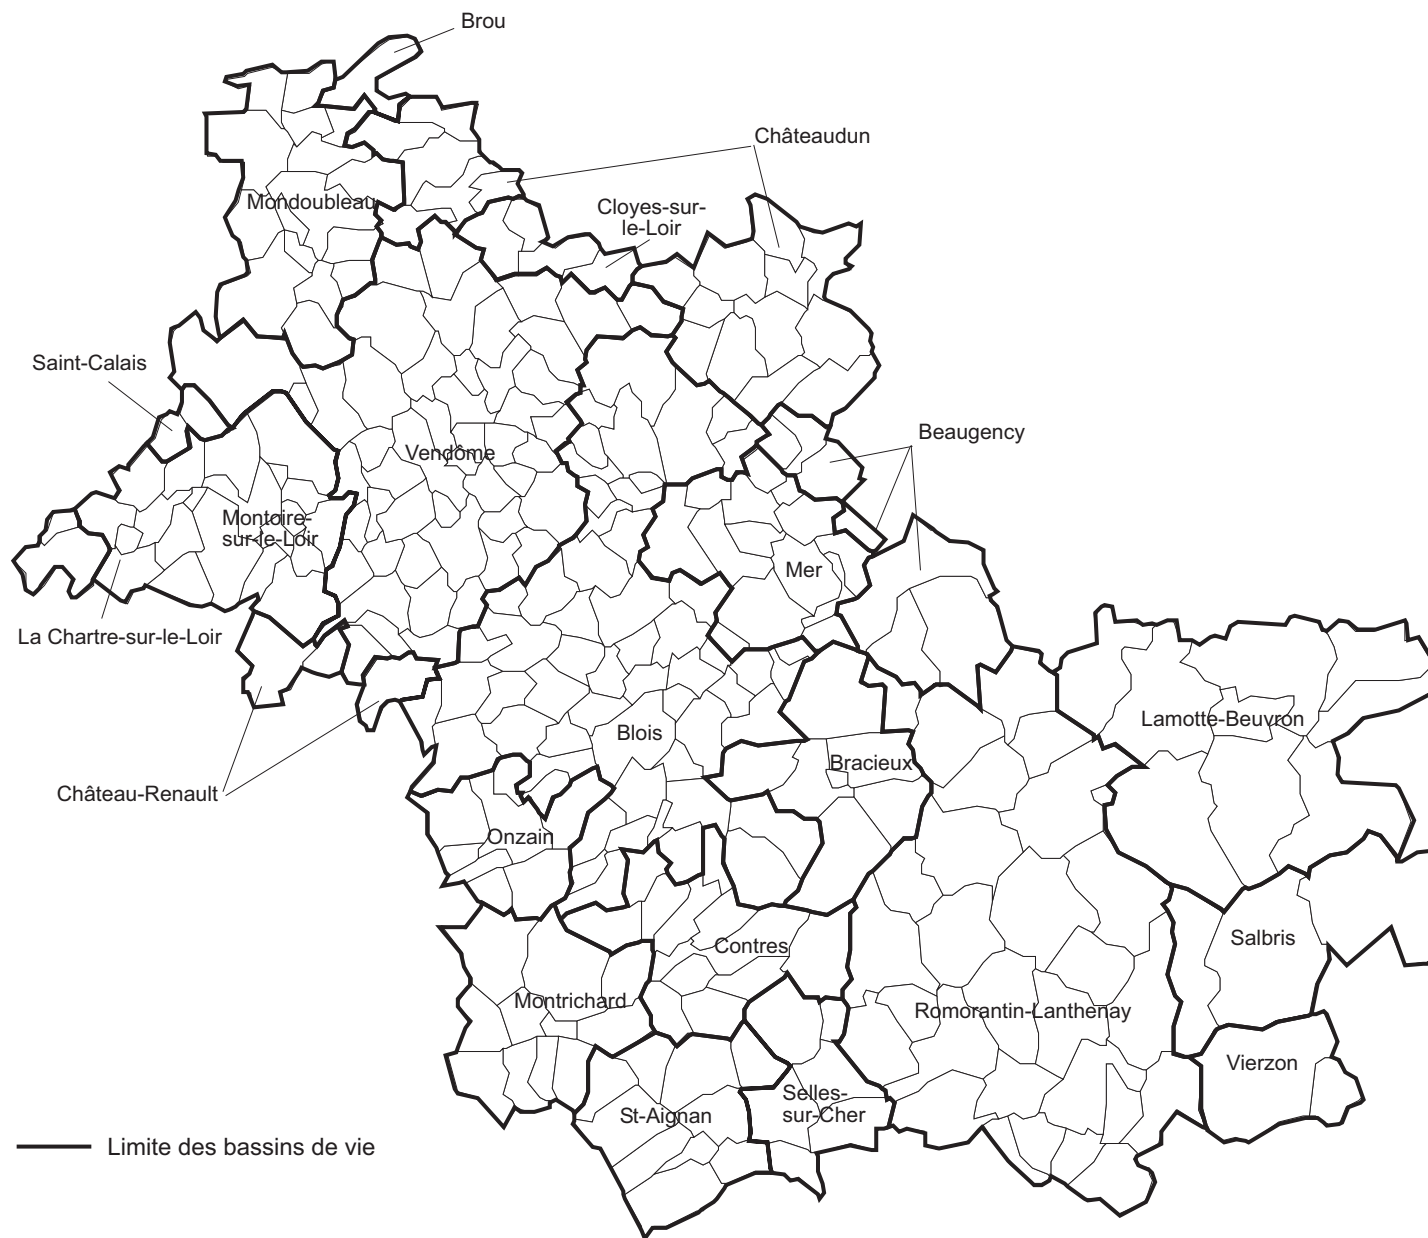 Brou
Châteaudun
Mondoubleau
Cloyes-sur-
le-Loir
Saint-Calais
Beaugency
Vendôme
Montoire-
sur-le-Loir
Mer
La Chartre-sur-le-Loir
Lamotte-Beuvron
Blois
Bracieux
Château-Renault
Onzain
Salbris
Contres
Montrichard
Romorantin-Lanthenay
Vierzon
Selles-
sur-Cher
St-Aignan
Limite des bassins de vie